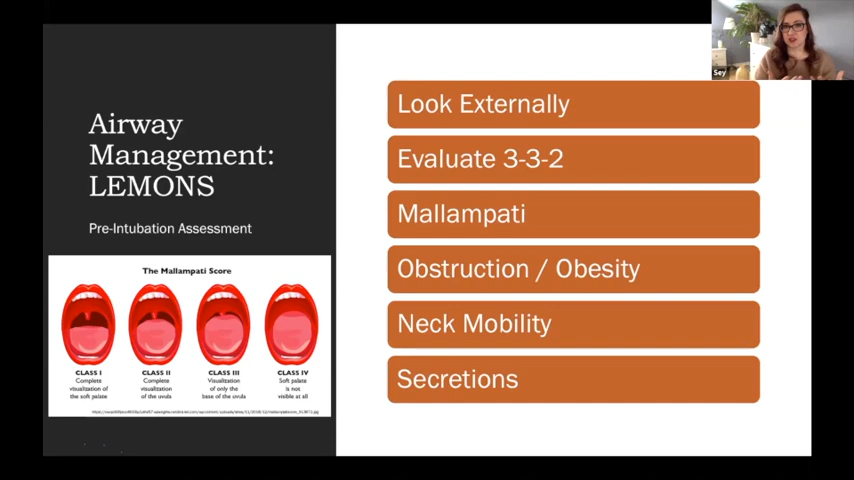 Sey
Airway
Management:
LEMONS
Pre-Intubation Assessment
The Mallampati Score
CLASS I
Complete
visualization of
the soft palate
CLASS II
Complete
visualization
of the uvula
CLASS III
Visualization
of only the
base of the uvula
CLASS IV
Soft palate
is not
visible at all
Look Externally
Evaluate 3-3-2
Mallampati
Obstruction / Obesity
Neck Mobility
Secretions